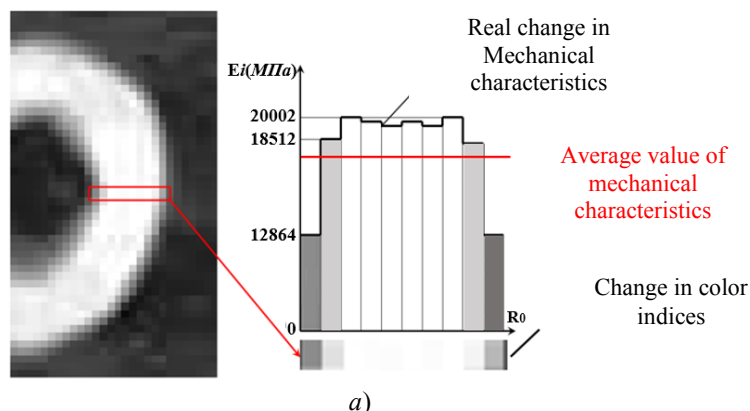 Real change in
Mechanical
characteristics
Ei(МПа)
20002
18512
12864
0
R0
Average value of
mechanical
characteristics
Change in color
indices
a)